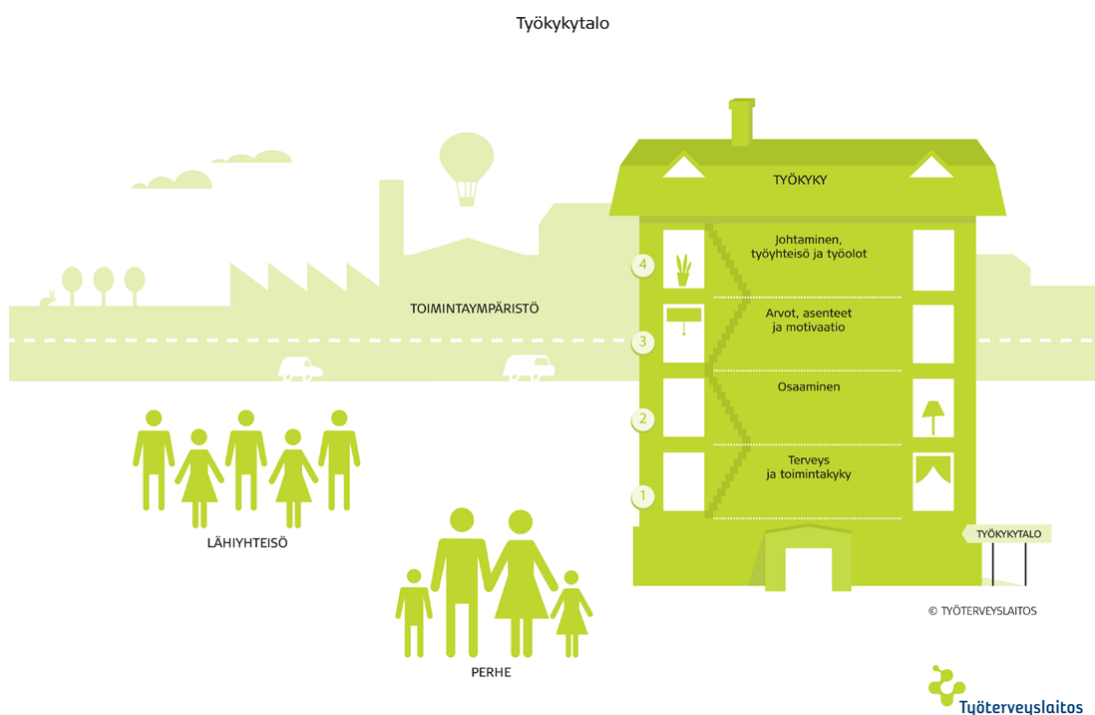 Työkykytalo
TYÖKYKY
4
Johtaminen,
työyhteisö ja työolot
TOIMINTAYMPÄRISTÖ
3
Arvot, asenteet
ja motivaatio
2
Osaaminen
1
Terveys
ja toimintakyky
LÄHIYHTEISÖ
TYÖKYKYTALO
© TYÖTERVEYSLAITOS
PERHE
Työterveyslaitos